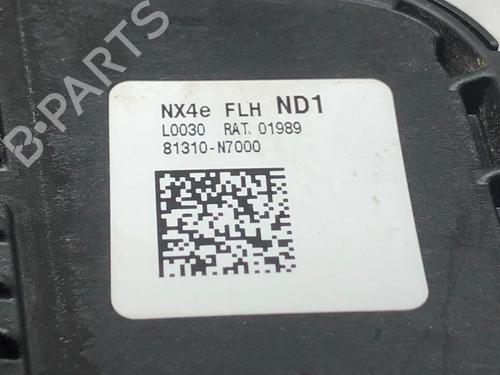 B-PARTS
NX4e FLH ND1
L0030 RAT. 01989
81310-N7000